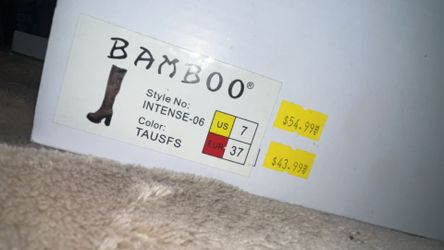 BAMBOO®
Style No:
INTENSE-06
Color:
TAUSFS
US 7
EUR 37
$54.99
$43.99